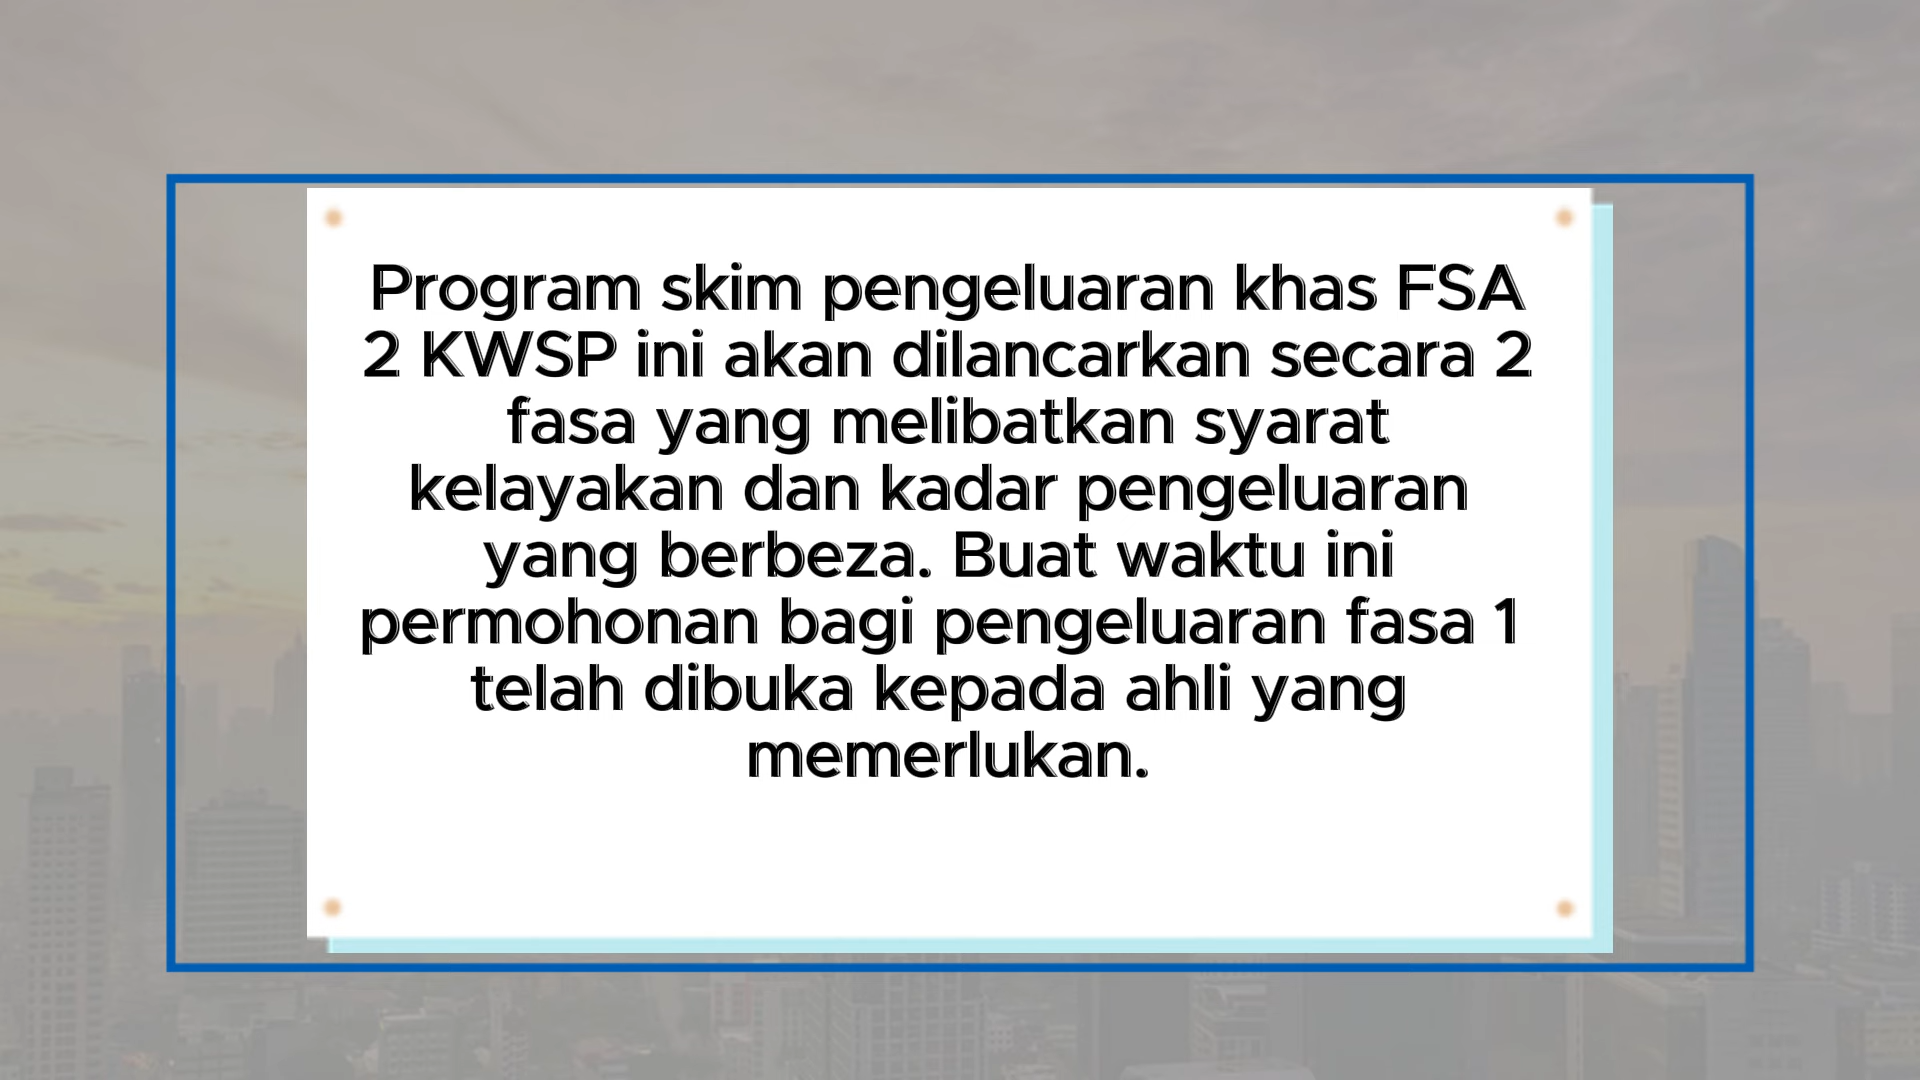 Program skim pengeluaran khas FSA
2 KWSP ini akan dilancarkan secara 2
fasa yang melibatkan syarat
kelayakan dan kadar pengeluaran
yang berbeza. Buat waktu ini
permohonan bagi pengeluaran fasa 1
telah dibuka kepada ahli yang
memerlukan.